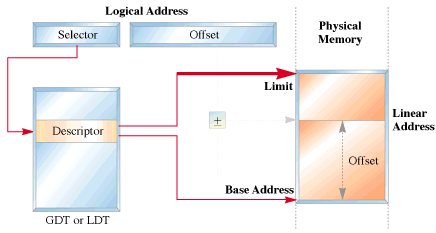 Logical Address
Physical
Memory
Selector
Offset
Limit
Descriptor
±
Linear
Address
Offset
Base Address
GDT or LDT